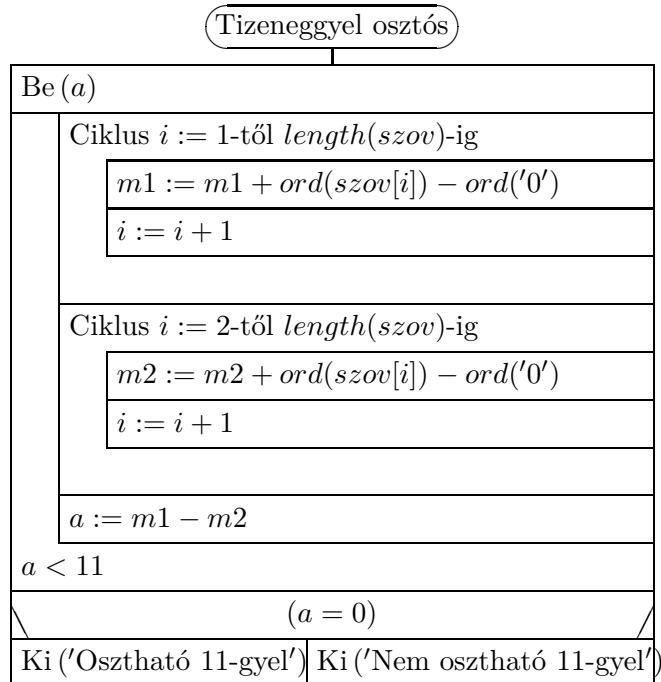 Tizeneggyel osztós
Be (a)
Ciklus i := 1-től length(szov)-ig
m1 := m1 + ord(szov[i]) − ord('0')
i := i + 1
Ciklus i := 2-től length(szov)-ig
m2 := m2 + ord(szov[i]) − ord('0')
i := i + 1
a := m1 − m2
a < 11
(a = 0)
Ki ('Osztható 11-gyel') Ki ('Nem osztható 11-gyel')